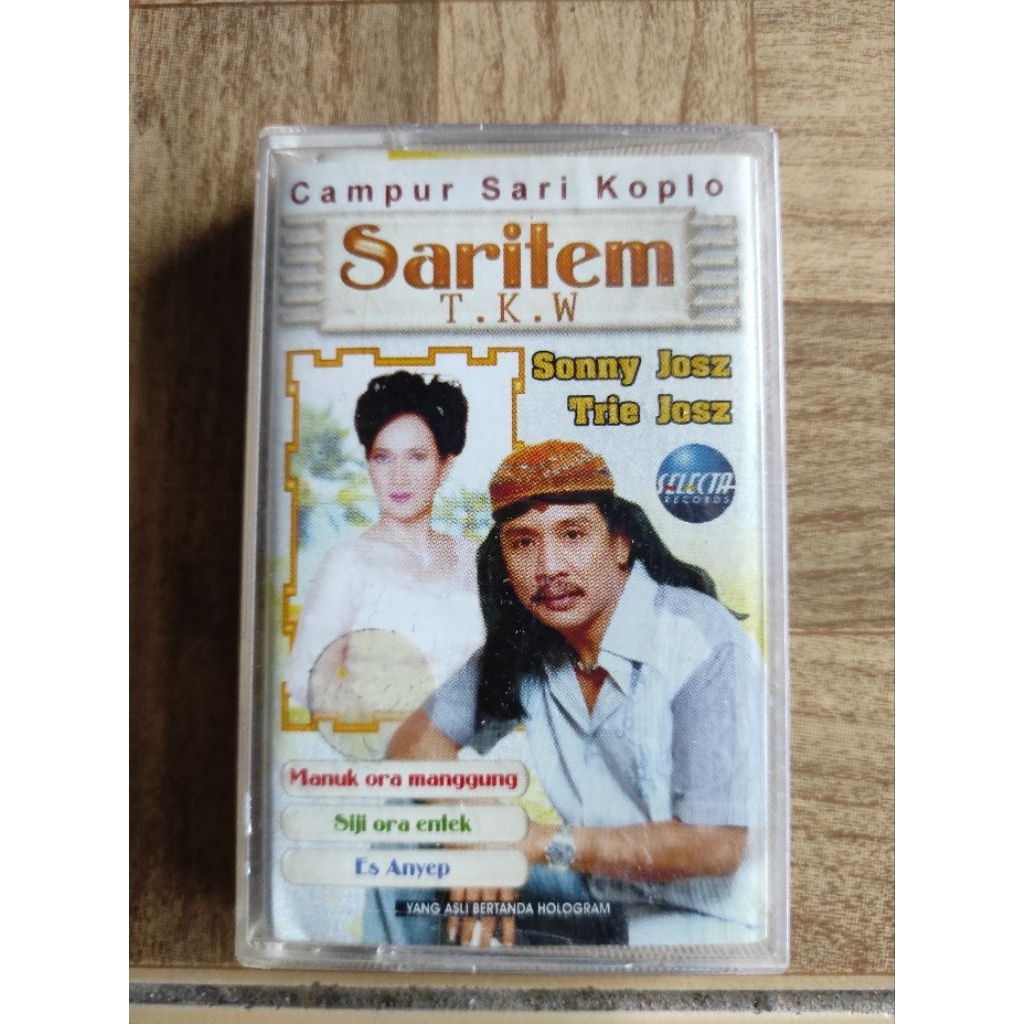 Campur Sari Koplo
Saritem
T.K.W
Sonny Josz
Trie Josz
SELECTA
RECORDS
Manuk ora manggung
Siji ora entek
Es Anyep
YANG ASLI BERTANDA HOLOGRAM